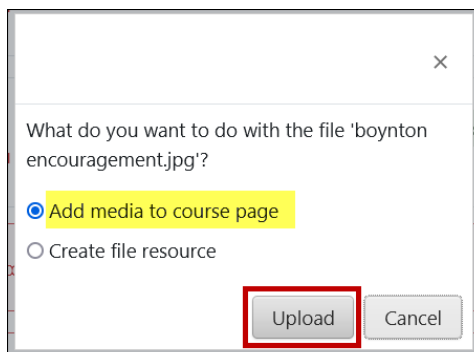 What do you want to do with the file 'boynton
encouragement.jpg'?
Add media to course page
Create file resource
Upload Cancel